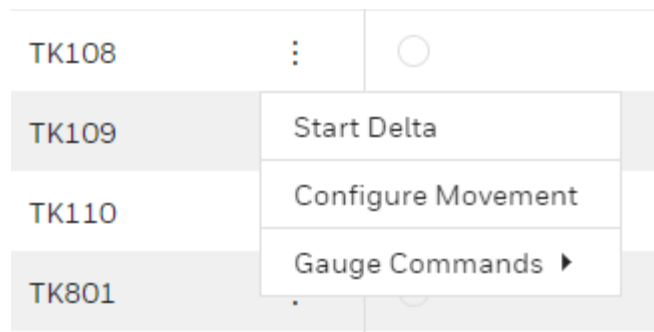 TK108
TK109
Start Delta
TK110
Configure Movement
Gauge Commands
TK801